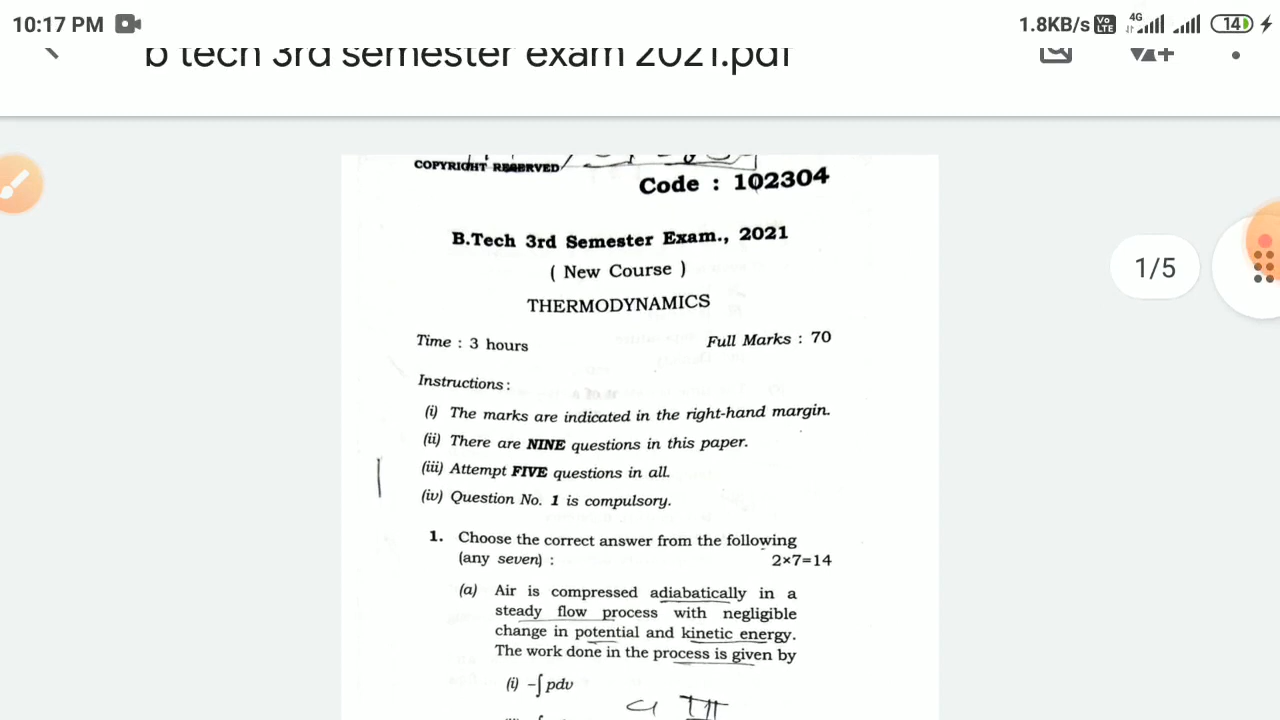 10:17 PM
1.8KB/s Vo LTE 4G 14
b tech 3rd semester exam 2021.pdf
COPYRIGHT RESERVED
Code : 102304
B.Tech 3rd Semester Exam., 2021
( New Course )
THERMODYNAMICS
1/5
Time : 3 hours Full Marks : 70
Instructions :
(i) The marks are indicated in the right-hand margin.
(ii) There are NINE questions in this paper.
(iii) Attempt FIVE questions in all.
(iv) Question No. 1 is compulsory.
1. Choose the correct answer from the following
(any seven) : 2×7=14
(a) Air is compressed adiabatically in a
steady flow process with negligible
change in potential and kinetic energy.
The work done in the process is given by
(i) -∫pdv